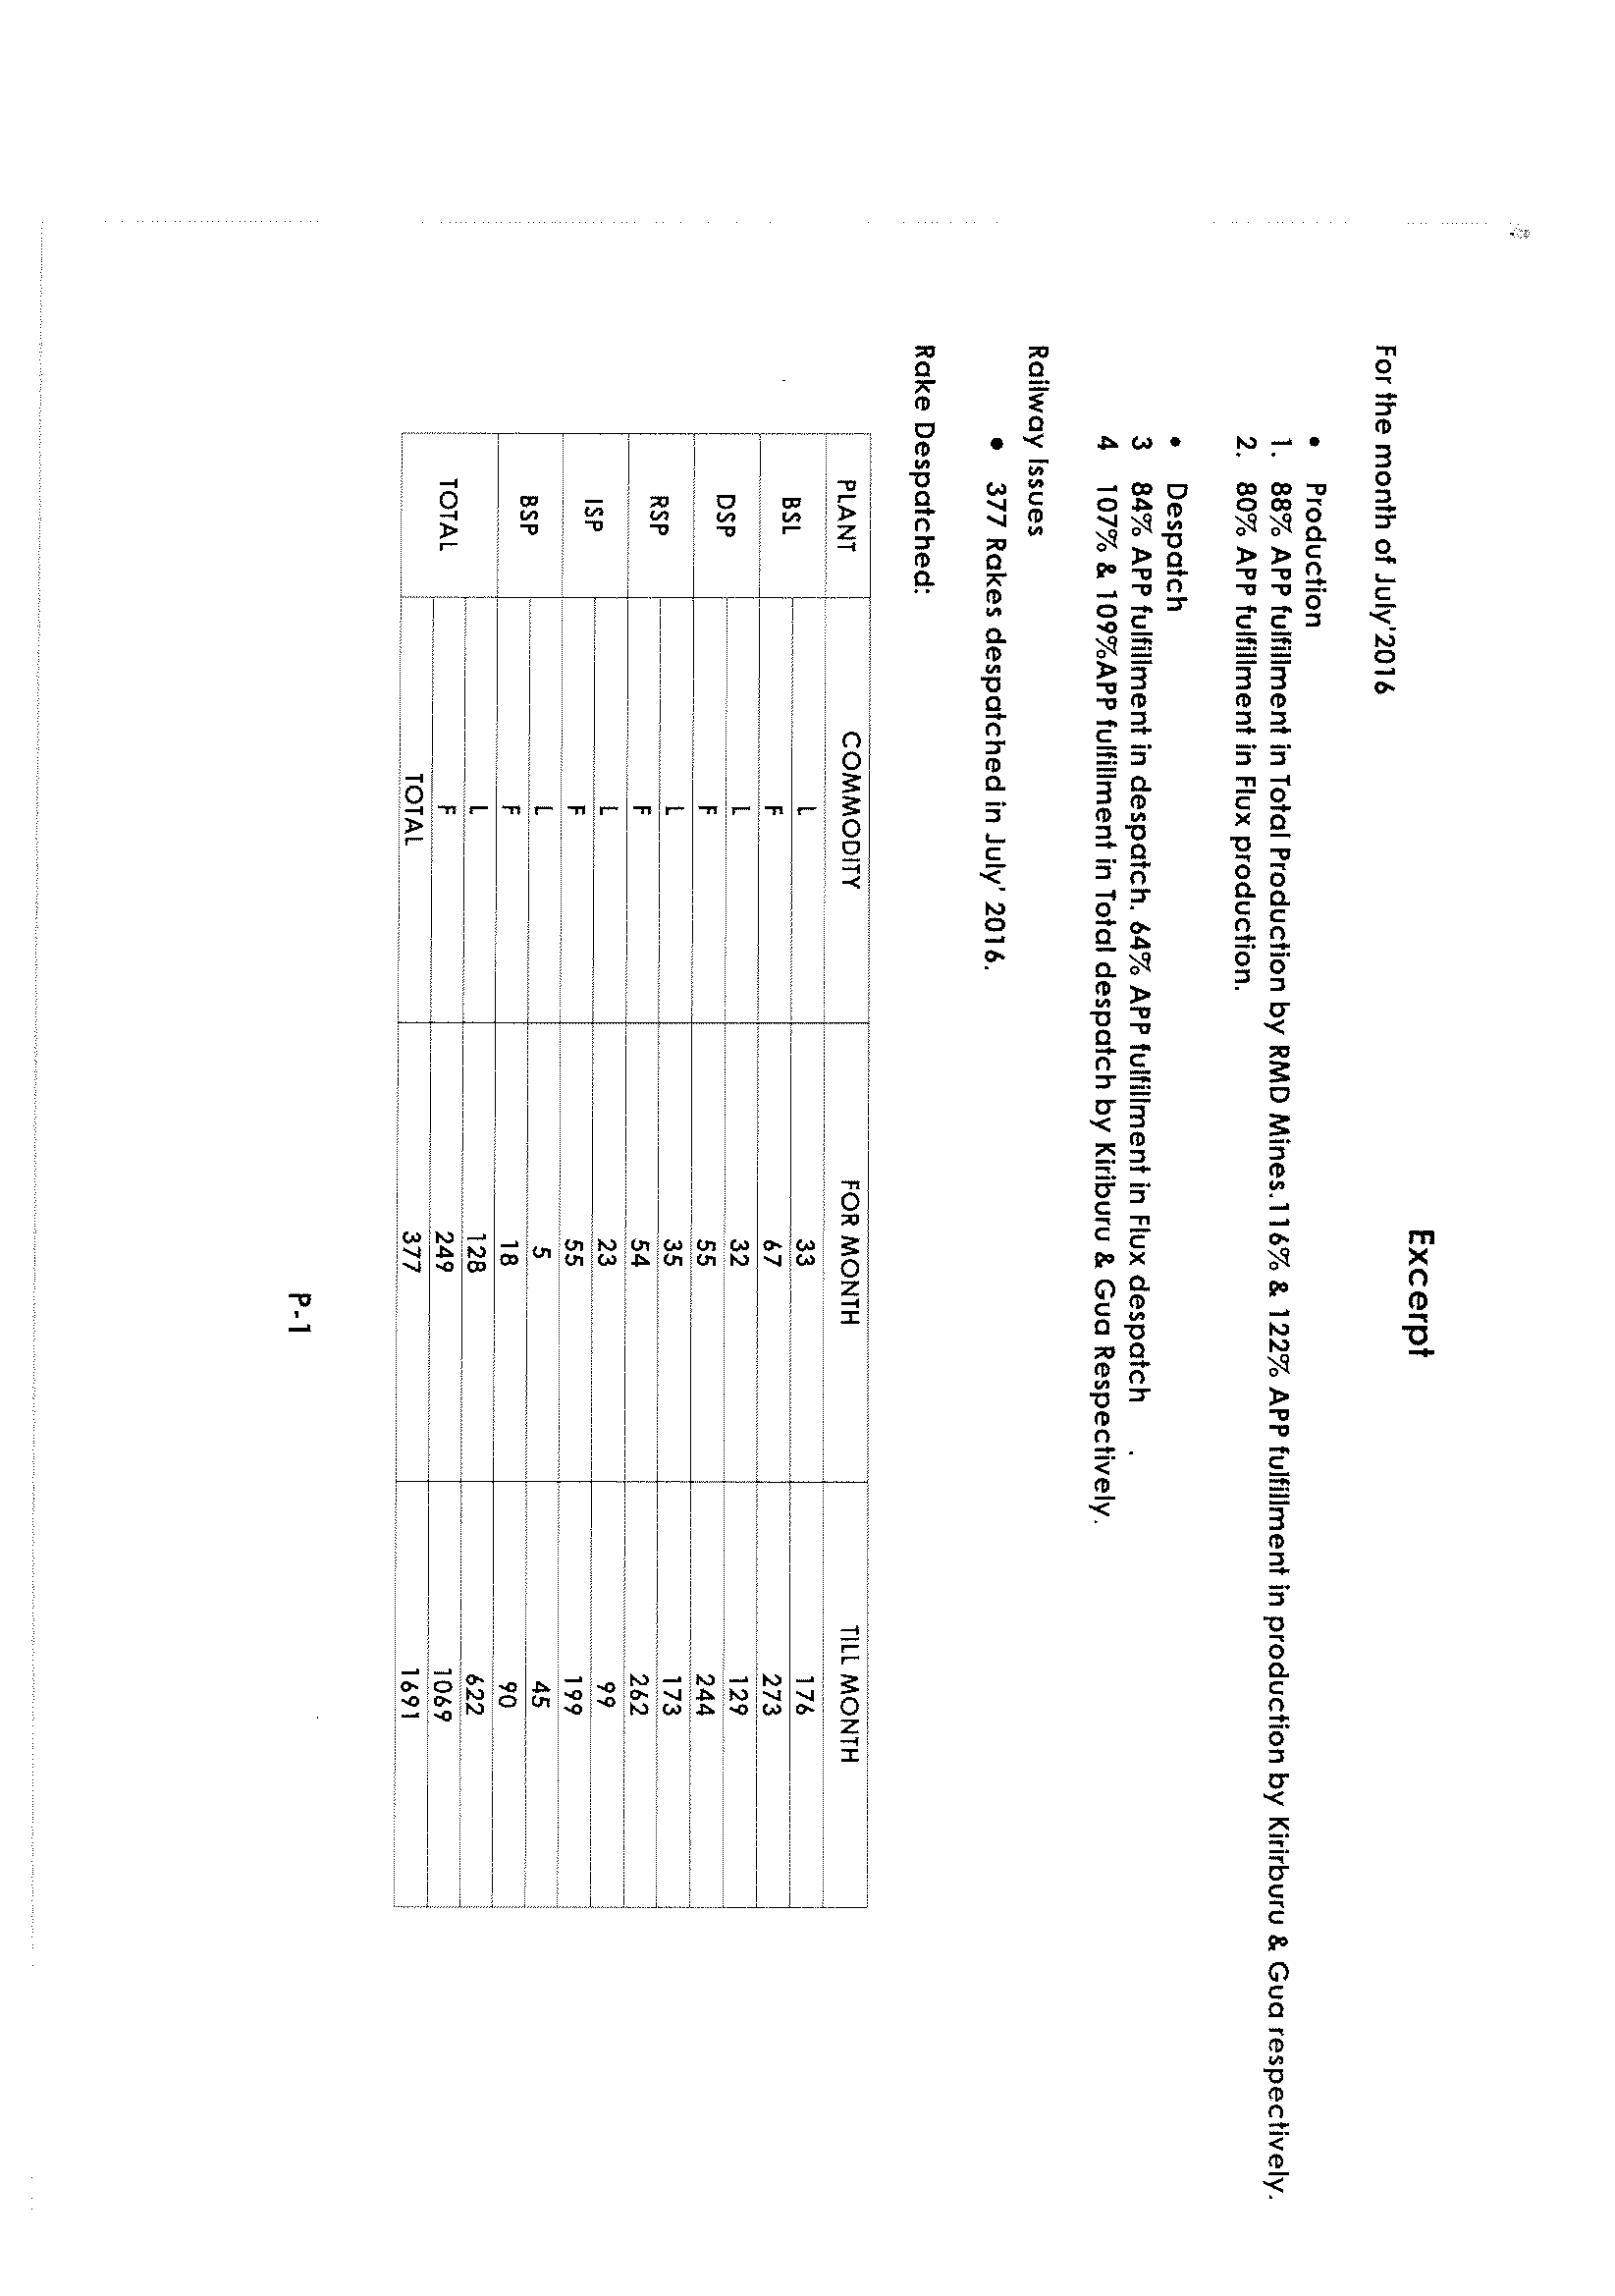 Excerpt
For the month of July'2016
• Production
1. 88% APP fulfillment in Total Production by RMD Mines.116% & 122% APP fulfillment in production by Kirirburu & Gua respectively.
2. 80% APP fulfillment in Flux production.
• Despatch
3 84% APP fulfillment in despatch. 64% APP fulfillment in Flux despatch .
4 107% & 109%APP fulfillment in Total despatch by Kiriburu & Gua Respectively.
Railway Issues
• 377 Rakes despatched in July' 2016.
Rake Despatched:
PLANT COMMODITY FOR MONTH TILL MONTH
BSL L 33 176
F 67 273
DSP L 32 129
F 55 244
RSP L 35 173
F 54 262
ISP L 23 99
F 55 199
BSP L 5 45
F 18 90
TOTAL L 128 622
F 249 1069
TOTAL 377 1691
P-1